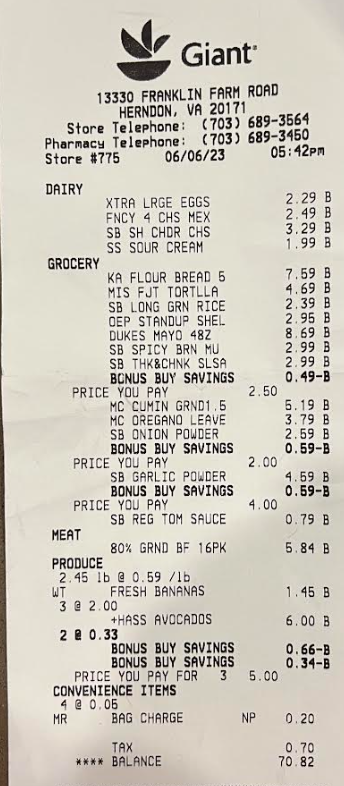 Giant
13330 FRANKLIN FARM ROAD
HERNDON, VA 20171
Store Telephone: (703) 689-3564
Pharmacy Telephone: (703) 689-3450
Store #775 06/06/23 05:42pm
DAIRY
XTRA LRGE EGGS 2.29 B
FNCY 4 CHS MEX 2.49 B
SB SH CHDR CHS 3.29 B
SS SOUR CREAM 1.99 B
GROCERY
KA FLOUR BREAD 5 7.59 B
MIS FJT TORTLLA 4.69 B
SB LONG GRN RICE 2.39 B
OEP STANDUP SHEL 2.95 B
DUKES MAYO 48Z 8.69 B
SB SPICY BRN MU 2.99 B
SB THK&CHNK SLSA 2.99 B
BONUS BUY SAVINGS 0.49-B
PRICE YOU PAY 2.50
MC CUMIN GRND1.5 5.19 B
MC OREGANO LEAVE 3.79 B
SB ONION POWDER 2.59 B
BONUS BUY SAVINGS 0.59-B
PRICE YOU PAY 2.00
SB GARLIC POWDER 4.59 B
BONUS BUY SAVINGS 0.59-B
PRICE YOU PAY 4.00
SB REG TOM SAUCE 0.79 B
MEAT
80% GRND BF 16PK 5.84 B
PRODUCE
2.45 lb @ 0.59 /lb
WT FRESH BANANAS 1.45 B
3 @ 2.00
+HASS AVOCADOS 6.00 B
2 @ 0.33
BONUS BUY SAVINGS 0.66-B
BONUS BUY SAVINGS 0.34-B
PRICE YOU PAY FOR 3 5.00
CONVENIENCE ITEMS
4 @ 0.05
MR BAG CHARGE NP 0.20
TAX 0.70
**** BALANCE 70.82